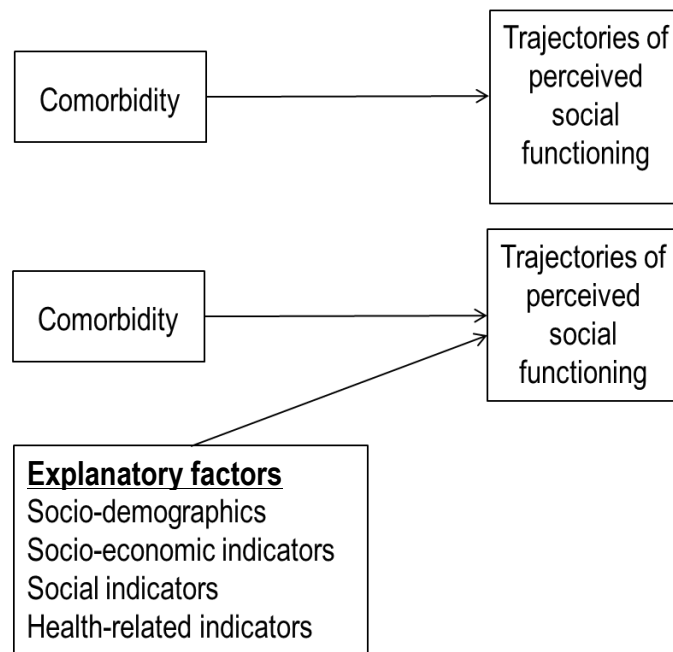 Comorbidity
Trajectories of
perceived
social
functioning
Comorbidity
Trajectories of
perceived
social
functioning
Explanatory factors
Socio-demographics
Socio-economic indicators
Social indicators
Health-related indicators